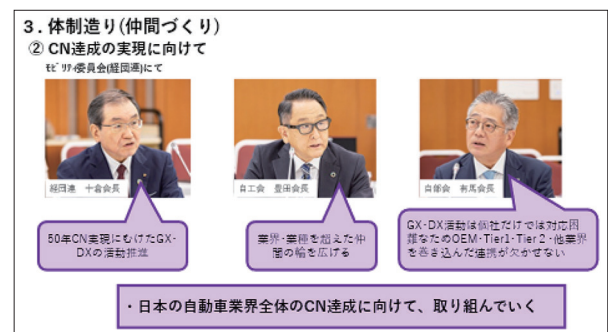 3．体制造り(仲間づくり)
② CN達成の実現に向けて
ﾓﾋﾞﾘﾃｨ委員会(経団連)にて
経団連　十倉会長
自工会　豊田会長
自部会　有馬会長
50年CN実現にむけたGX-
DXの活動推進
業界・業種を超えた仲
間の輪を広げる
GX-DX活動は個社だけでは対応困
難なためOEM・Tier1・Tier 2・他業界
を巻き込んだ連携が欠かせない
・日本の自動車業界全体のCN達成に向けて、取り組んでいく